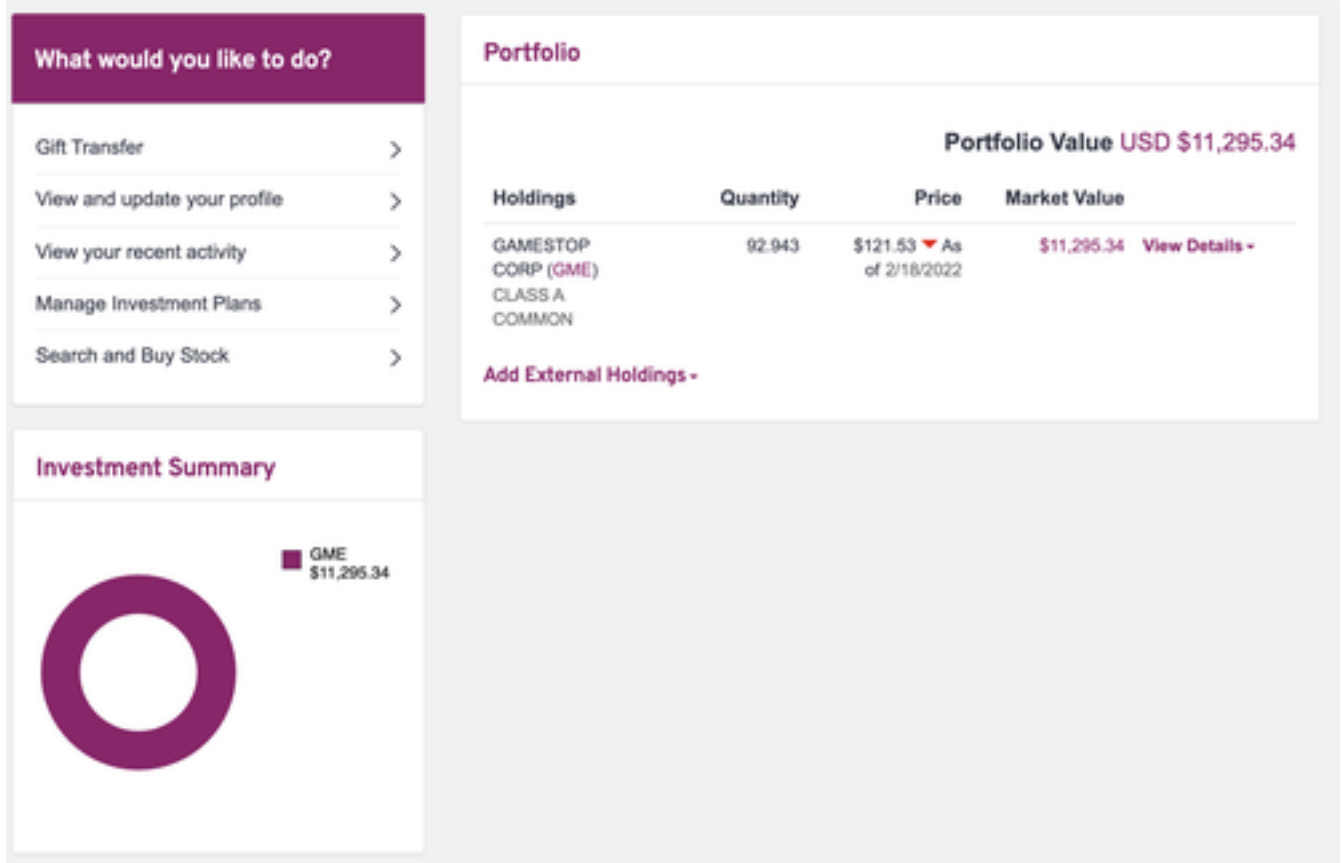 What would you like to do?
Gift Transfer
View and update your profile
View your recent activity
Manage Investment Plans
Search and Buy Stock
Investment Summary
GME
$11,295.34
Portfolio
Portfolio Value USD $11,295.34
Holdings Quantity Price Market Value
GAMESTOP 92.943 $121.53 As $11,295.34 View Details
CORP (GME) of 2/18/2022
CLASS A
COMMON
Add External Holdings